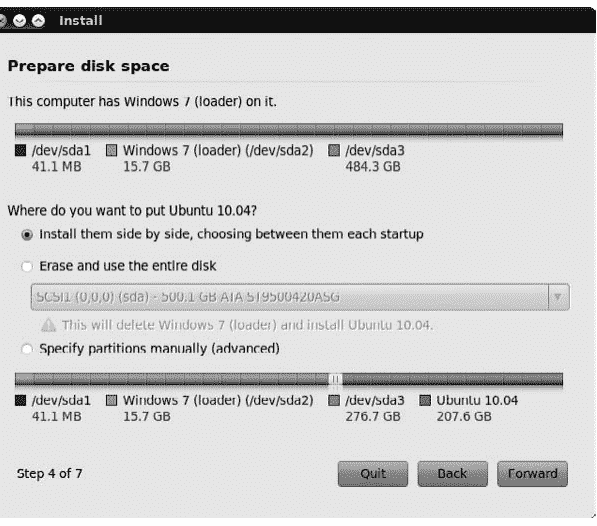 Install
Prepare disk space
This computer has Windows 7 (loader) on it.
/dev/sda1 Windows 7 (loader) (/dev/sda2) /dev/sda3
41.1 MB 15.7 GB 484.3 GB
Where do you want to put Ubuntu 10.04?
Install them side by side, choosing between them each startup
Erase and use the entire disk
SCSI1 (0,0,0) (sda) - 500.1 GB ATA ST9500420ASG
This will delete Windows 7 (loader) and install Ubuntu 10.04.
Specify partitions manually (advanced)
/dev/sda1 Windows 7 (loader) (/dev/sda2) /dev/sda3 Ubuntu 10.04
41.1 MB 15.7 GB 276.7 GB 207.6 GB
Step 4 of 7 Quit Back Forward